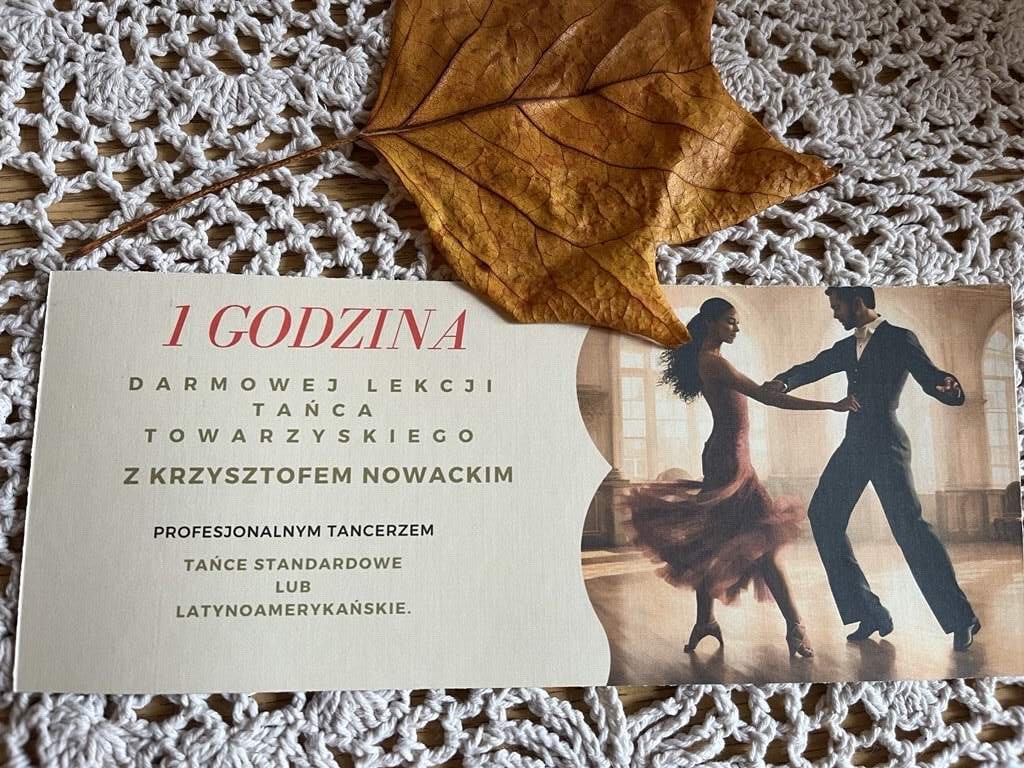 1 GODZINA
DARMOWEJ LEKCJI
TAŃCA
TOWARZYSKIEGO
Z KRZYSZTOFEM NOWACKIM
PROFESJONALNYM TANCERZEM
TAŃCE STANDARDOWE
LUB
LATYNOAMERYKAŃSKIE.